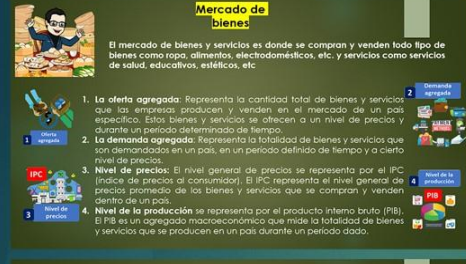 Mercado de
bienes
El mercado de bienes y servicios es donde se compran y venden todo tipo de
bienes como ropa, alimentos, electrodomésticos, etc. y servicios como servicios
de salud, educativos, estéticos, etc
1. La oferta agregada: Representa la cantidad total de bienes y servicios
que las empresas producen y venden en el mercado de un país
específico. Estos bienes y servicios se ofrecen a un nivel de precios y
durante un período determinado de tiempo.
2. La demanda agregada: Representa la totalidad de bienes y servicios que
son demandados en un país, en un período definido de tiempo y a cierto
nivel de precios.
3. Nivel de precios: El nivel general de precios se representa por el IPC
(índice de precios al consumidor). El IPC representa el nivel general de
precios promedio de los bienes y servicios que se compran y venden
dentro de un país.
4. Nivel de la producción se representa por el producto interno bruto (PIB).
El PIB es un agregado macroeconómico que mide la totalidad de bienes
y servicios que se producen en un país durante un período dado.
1 Oferta
agregada
IPC
3 Nivel de
precios
2 Demanda
agregada
4 Nivel de la
producción
PIB